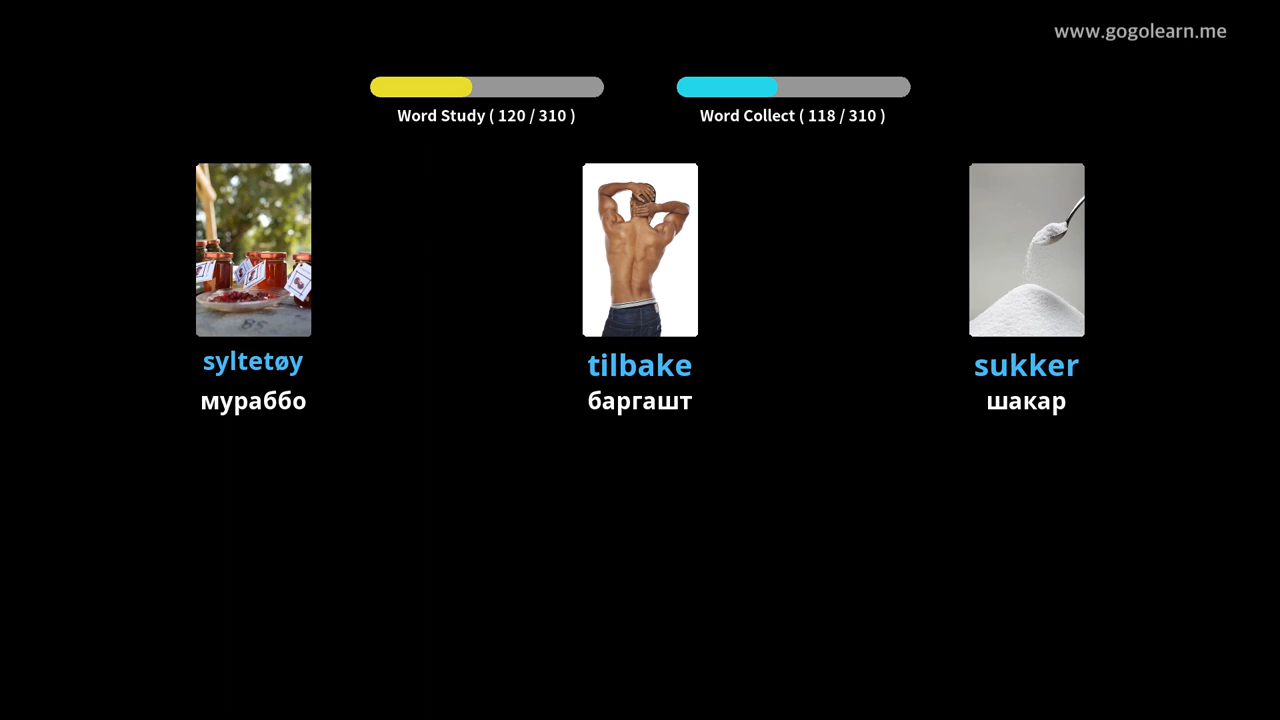 www.gogolearn.me
Word Study ( 120 / 310 )
Word Collect ( 118 / 310 )
syltetøy
tilbake
sukker
мураббо
баргашт
шакар